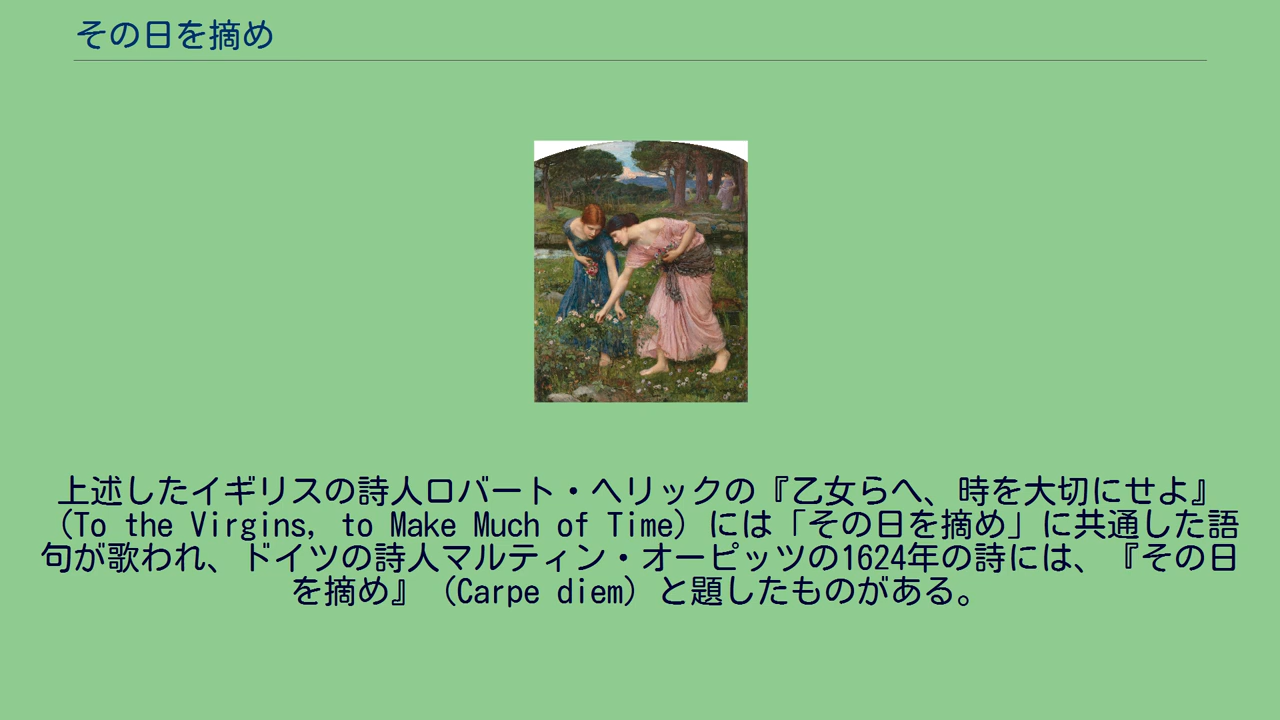 その日を摘め
上述したイギリスの詩人ロバート・ヘリックの『乙女らへ、時を大切にせよ』
（To the Virgins, to Make Much of Time）には「その日を摘め」に共通した語
句が歌われ、ドイツの詩人マルティン・オーピッツの1624年の詩には、『その日
を摘め』（Carpe diem）と題したものがある。